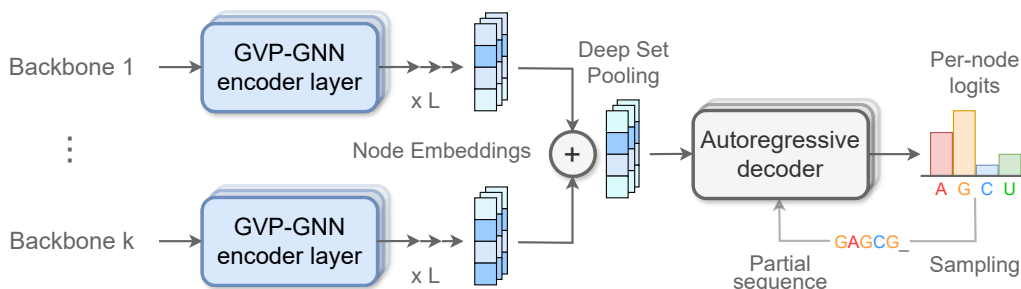 Backbone 1
GVP-GNN
encoder layer
x L
Deep Set
Pooling
Per-node
logits
⋮
Node Embeddings
+
Autoregressive
decoder
A G C U
Backbone k
GVP-GNN
encoder layer
x L
GAGCG_
Partial
sequence
Sampling